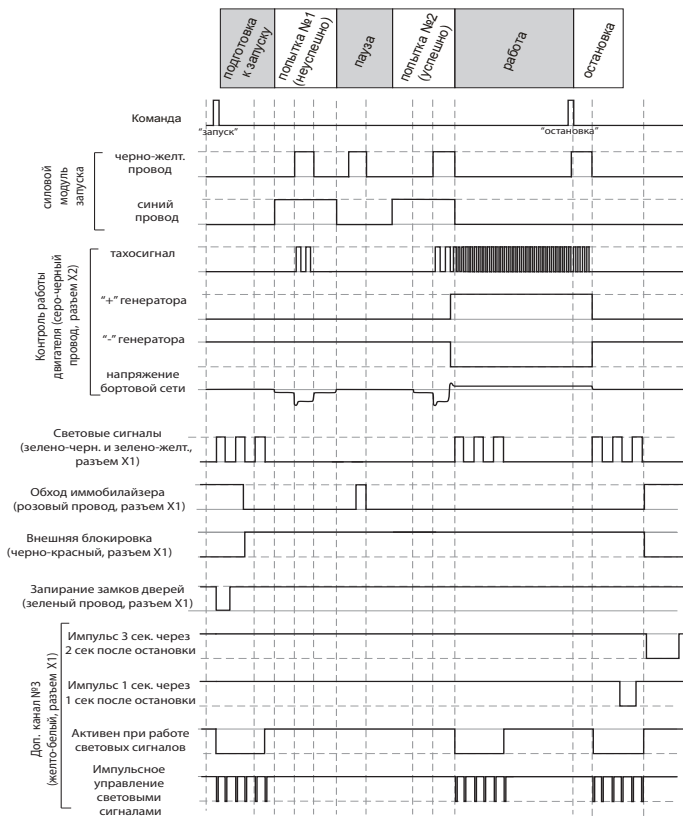 подготовка
к запуску
попытка №1
(неуспешно)
пауза
попытка №2
(успешно)
работа
остановка
Команда
"запуск"
"остановка"
силовой
модуль
запуска
черно-желт.
провод
синий
провод
Контроль работы
двигателя (серо-черный
провод, разъем X2)
тахосигнал
"+" генератора
"-" генератора
напряжение
бортовой сети
Световые сигналы
(зелено-черн. и зелено-желт.,
разъем X1)
Обход иммобилайзера
(розовый провод, разъем X1)
Внешняя блокировка
(черно-красный, разъем X1)
Запирание замков дверей
(зеленый провод, разъем X1)
Доп. канал №3
(желто-белый, разъем X1)
Импульс 3 сек. через
2 сек после остановки
Импульс 1 сек. через
1 сек после остановки
Активен при работе
световых сигналов
Импульсное
управление
световыми
сигналами